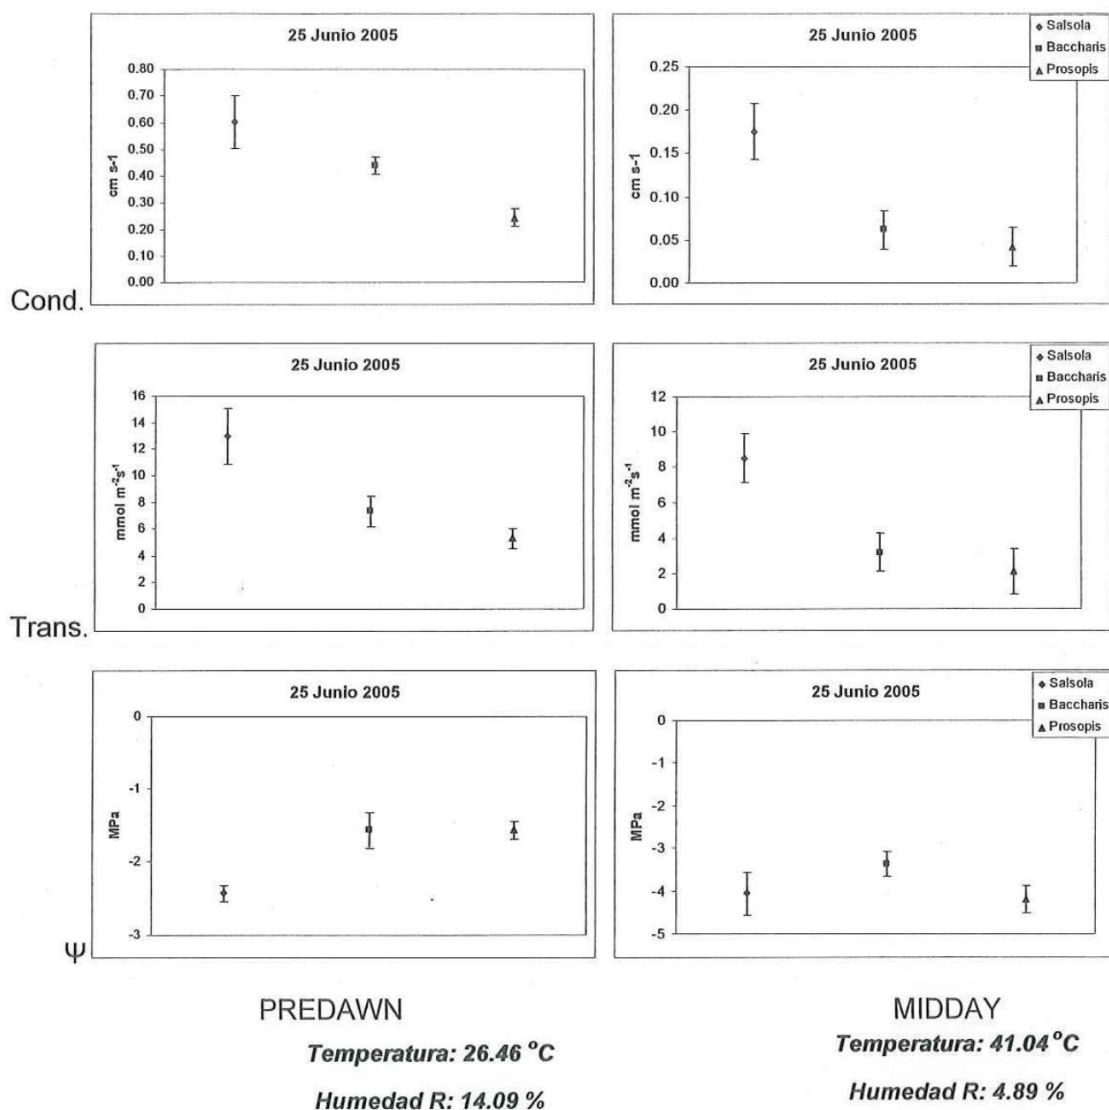 25 Junio 2005
0.80
0.70
0.60
0.50
0.40
0.30
0.20
0.10
0.00
cm s-1
25 Junio 2005
Salsola
Baccharis
Prosopis
0.25
0.20
0.15
0.10
0.05
0.00
cm s-1
Cond.
25 Junio 2005
16
14
12
10
8
6
4
2
0
mmol m-2s-1
25 Junio 2005
Salsola
Baccharis
Prosopis
12
10
8
6
4
2
0
mmol m-2s-1
Trans.
25 Junio 2005
0
-1
-2
-3
MPa
25 Junio 2005
Salsola
Baccharis
Prosopis
0
-1
-2
-3
-4
-5
MPa
Ψ
PREDAWN
Temperatura: 26.46 °C
Humedad R: 14.09 %
MIDDAY
Temperatura: 41.04 °C
Humedad R: 4.89 %